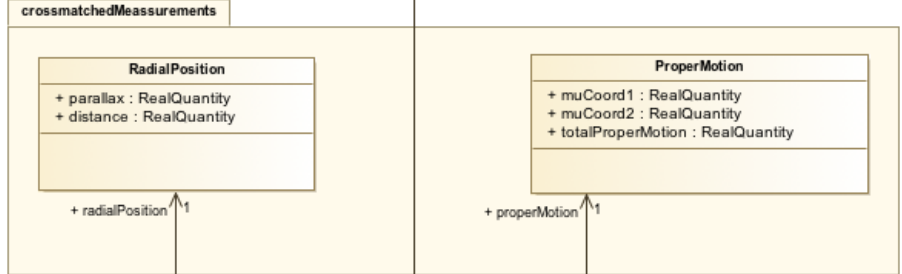 crossmatchedMeassurements
RadialPosition
+ parallax : RealQuantity
+ distance : RealQuantity
+ radialPosition 1
ProperMotion
+ muCoord1 : RealQuantity
+ muCoord2 : RealQuantity
+ totalProperMotion : RealQuantity
+ properMotion 1